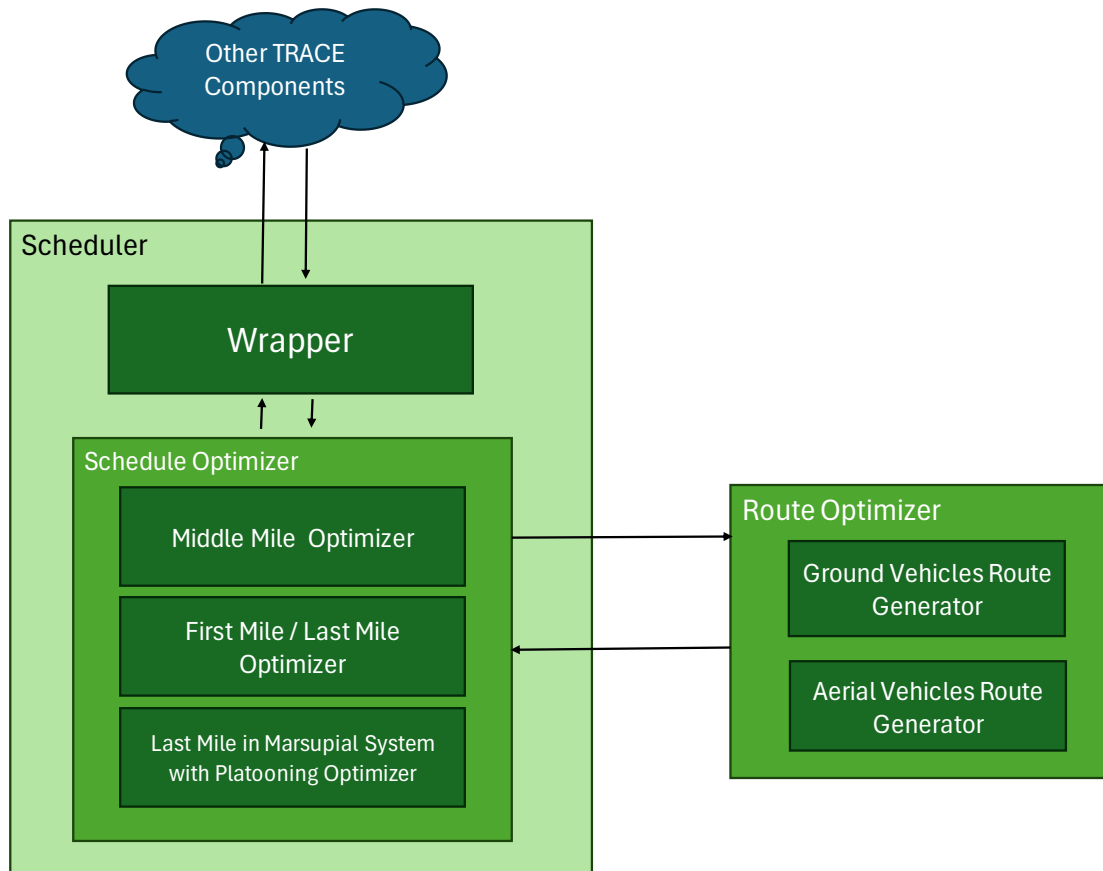 Other TRACE
Components
Scheduler
Wrapper
Schedule Optimizer
Middle Mile Optimizer
First Mile / Last Mile
Optimizer
Last Mile in Marsupial System
with Platooning Optimizer
Route Optimizer
Ground Vehicles Route
Generator
Aerial Vehicles Route
Generator